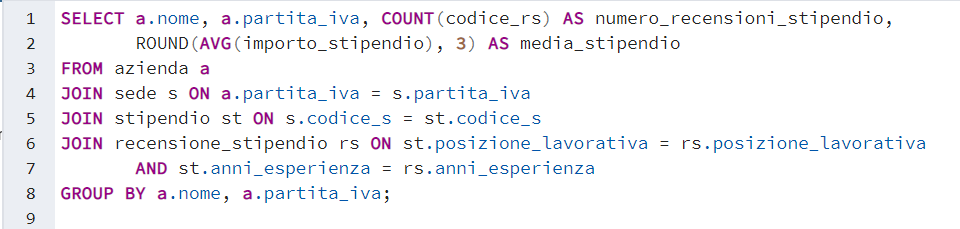 1 SELECT a.nome, a.partita_iva, COUNT(codice_rs) AS numero_recensioni_stipendio,
2 ROUND(AVG(importo_stipendio), 3) AS media_stipendio
3 FROM azienda a
4 JOIN sede s ON a.partita_iva = s.partita_iva
5 JOIN stipendio st ON s.codice_s = st.codice_s
6 JOIN recensione_stipendio rs ON st.posizione_lavorativa = rs.posizione_lavorativa
7 AND st.anni_esperienza = rs.anni_esperienza
8 GROUP BY a.nome, a.partita_iva;
9